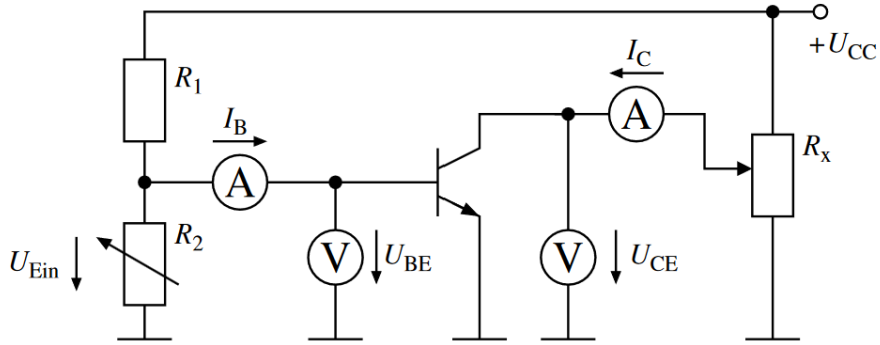 +U_CC
R_1
I_B
I_C
A
A
R_x
R_2
U_Ein
V
U_BE
V
U_CE